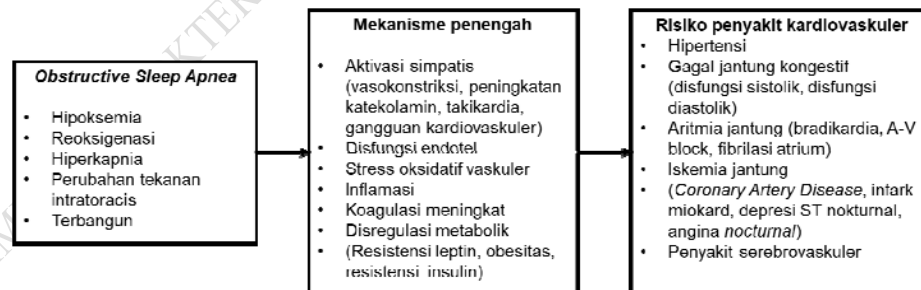 Obstructive Sleep Apnea
• Hipoksemia
• Reoksigenasi
• Hiperkapnia
• Perubahan tekanan
intratoracis
• Terbangun
Mekanisme penengah
• Aktivasi simpatis
(vasokonstriksi, peningkatan
katekolamin, takikardia,
gangguan kardiovaskuler)
• Disfungsi endotel
• Stress oksidatif vaskuler
• Inflamasi
• Koagulasi meningkat
• Disregulasi metabolik
• (Resistensi leptin, obesitas,
resistensi insulin)
Risiko penyakit kardiovaskuler
• Hipertensi
• Gagal jantung kongestif
(disfungsi sistolik, disfungsi
diastolik)
• Aritmia jantung (bradikardia, A-V
block, fibrilasi atrium)
• Iskemia jantung
• (Coronary Artery Disease, infark
miokard, depresi ST nokturnal,
angina nocturnal)
• Penyakit serebrovaskuler